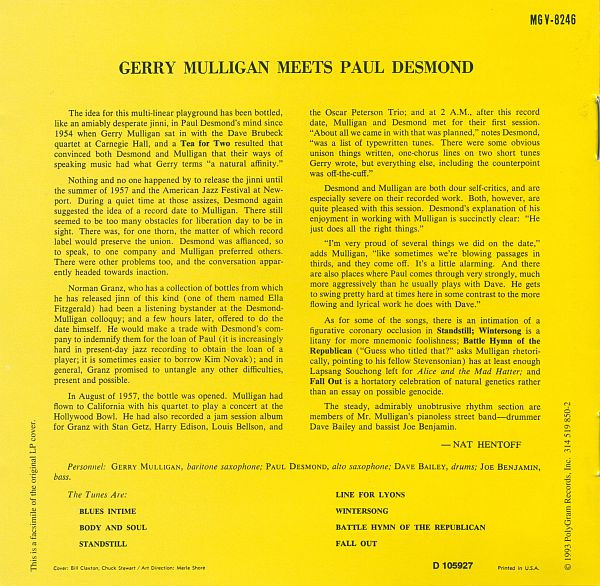 MG V-8246
GERRY MULLIGAN MEETS PAUL DESMOND
The idea for this multi-linear playground has been bottled,
like an amiably desperate jinni, in Paul Desmond's mind since
1954 when Gerry Mulligan sat in with the Dave Brubeck
quartet at Carnegie Hall, and a Tea for Two resulted that
convinced both Desmond and Mulligan that their ways of
speaking music had what Gerry terms "a natural affinity."
Nothing and no one happened by to release the jinni until
the summer of 1957 and the American Jazz Festival at New-
port. During a quiet time at those assizes, Desmond again
suggested the idea of a record date to Mulligan. There still
seemed to be too many obstacles for liberation day to be in
sight. There was, for one thorn, the matter of which record
label would preserve the union. Desmond was affianced, so
to speak, to one company and Mulligan preferred others.
There were other problems too, and the conversation appar-
ently headed towards inaction.
Norman Granz, who has a collection of bottles from which
he has released jinn of this kind (one of them named Ella
Fitzgerald) had been a listening bystander at the Desmond-
Mulligan colloquy; and a few hours later, offered to do the
date himself. He would make a trade with Desmond's com-
pany to indemnify them for the loan of Paul (it is increasingly
hard in present-day jazz recording to obtain the loan of a
player; it is sometimes easier to borrow Kim Novak); and in
general, Granz promised to untangle any other difficulties,
present and possible.
In August of 1957, the bottle was opened. Mulligan had
flown to California with his quartet to play a concert at the
Hollywood Bowl. He had also recorded a jam session album
for Granz with Stan Getz, Harry Edison, Louis Bellson, and
the Oscar Peterson Trio; and at 2 A.M., after this record
date, Mulligan and Desmond met for their first session.
"About all we came in with that was planned," notes Desmond,
"was a list of typewritten tunes. There were some obvious
unison things written, one-chorus lines on two short tunes
Gerry wrote, but everything else, including the counterpoint
was off-the-cuff."
Desmond and Mulligan are both dour self-critics, and are
especially severe on their recorded work. Both, however, are
quite pleased with this session. Desmond's explanation of his
enjoyment in working with Mulligan is succinctly clear: "He
just does all the right things."
"I'm very proud of several things we did on the date,"
adds Mulligan, "like sometimes we're blowing passages in
thirds, and they come off. It's a little alarming. And there
are also places where Paul comes through very strongly, much
more aggressively than he usually plays with Dave. He gets
to swing pretty hard at times here in contrast to the more
flowing and lyrical work he does with Dave."
As for some of the songs, there is an intimation of a
figurative coronary occlusion in Standstill; Wintersong is a
litany for more mnemonic foolishness; Battle Hymn of the
Republican ("Guess who titled that?" asks Mulligan rhetori-
cally, pointing to his fellow Stevensonian) has at least enough
Lapsang Souchong left for Alice and the Mad Hatter; and
Fall Out is a hortatory celebration of natural genetics rather
than an essay on possible genocide.
The steady, admirably unobtrusive rhythm section are
members of Mr. Mulligan's pianoless street band—drummer
Dave Bailey and bassist Joe Benjamin.
— NAT HENTOFF
Personnel: GERRY MULLIGAN, baritone saxophone; PAUL DESMOND, alto saxophone; DAVE BAILEY, drums; JOE BENJAMIN,
bass.
The Tunes Are:
BLUES INTIME
BODY AND SOUL
STANDSTILL
LINE FOR LYONS
WINTERSONG
BATTLE HYMN OF THE REPUBLICAN
FALL OUT
Cover: Bill Claxton, Chuck Stewart / Art Direction: Merle Shore
D 105927
Printed in U.S.A.
This is a facsimile of the original LP cover.
© 1993 PolyGram Records, Inc. 314 519 850-2